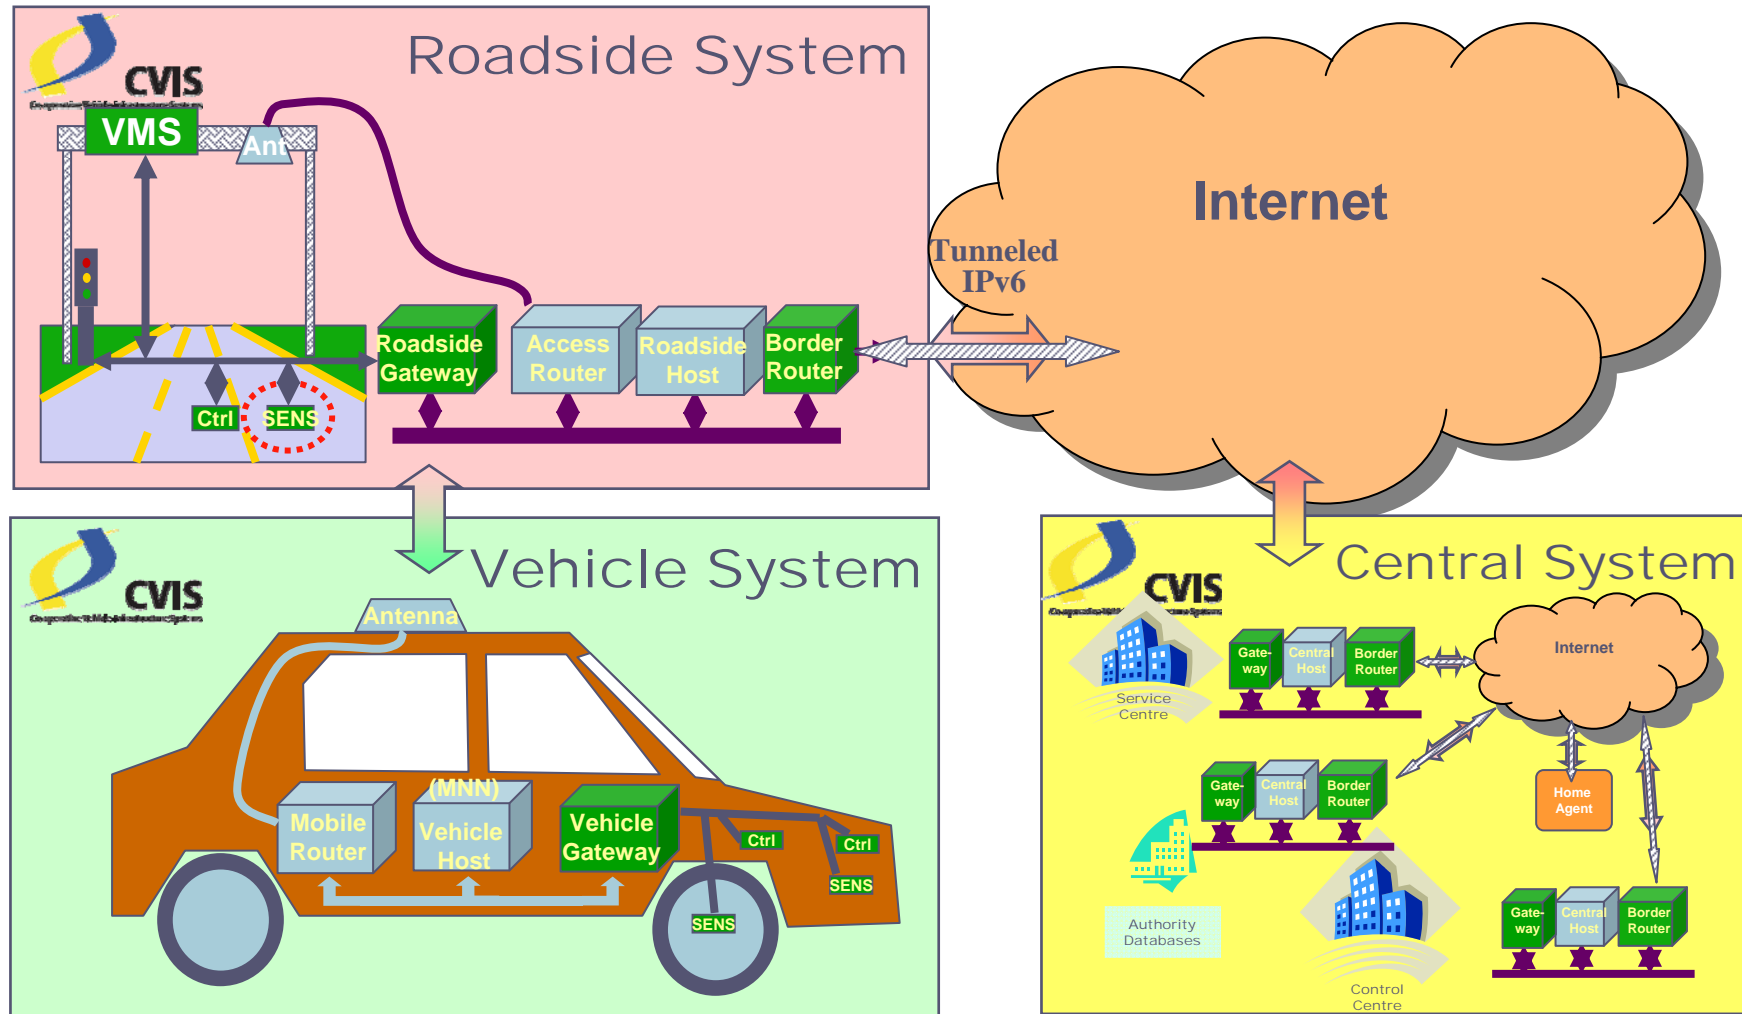 CVIS
Roadside System
VMS
Ant
Roadside
Gateway
Access
Router
Roadside
Host
Border
Router
Ctrl
SENS
Tunneled
IPv6
Internet
CVIS
Vehicle System
Antenna
Mobile
Router
(MNN)
Vehicle
Host
Vehicle
Gateway
Ctrl
Ctrl
SENS
SENS
CVIS
Central System
Service
Centre
Gate-
way
Central
Host
Border
Router
Internet
Gate-
way
Central
Host
Border
Router
Home
Agent
Authority
Databases
Control
Centre
Gate-
way
Central
Host
Border
Router